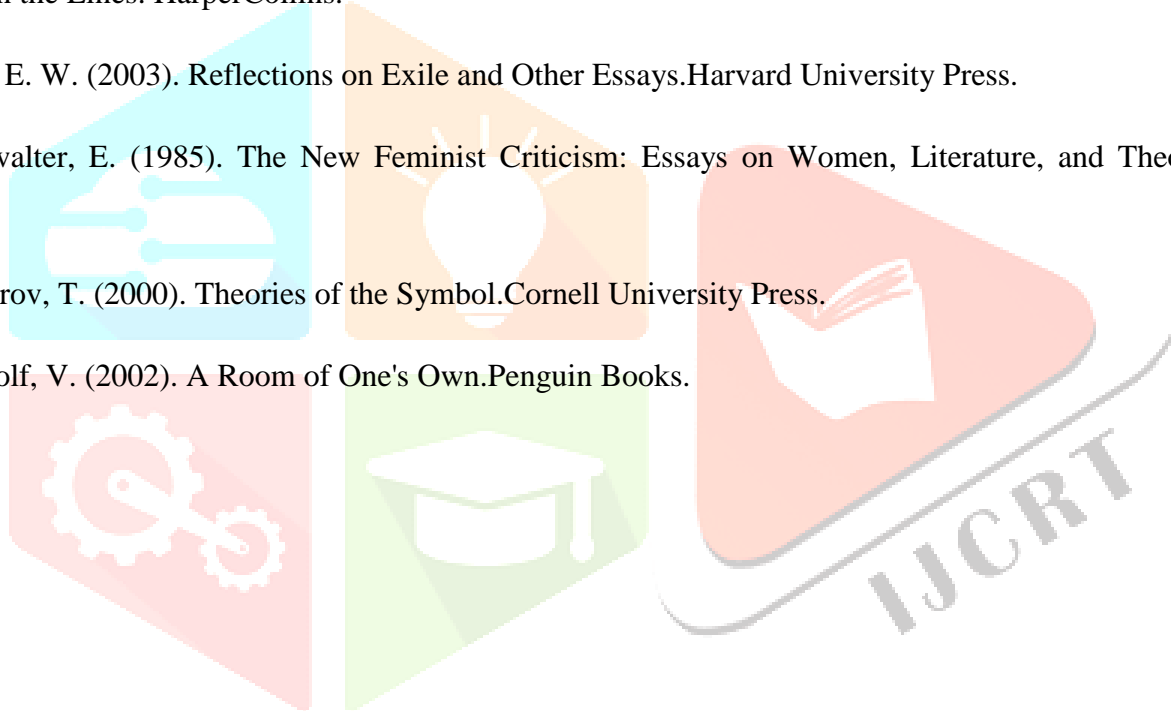 the Lines. HarperCollins.
E. W. (2003). Reflections on Exile and Other Essays.Harvard University Press.
walter, E. (1985). The New Feminist Criticism: Essays on Women, Literature, and Theo
rov, T. (2000). Theories of the Symbol.Cornell University Press.
olf, V. (2002). A Room of One's Own.Penguin Books.
IJCRT